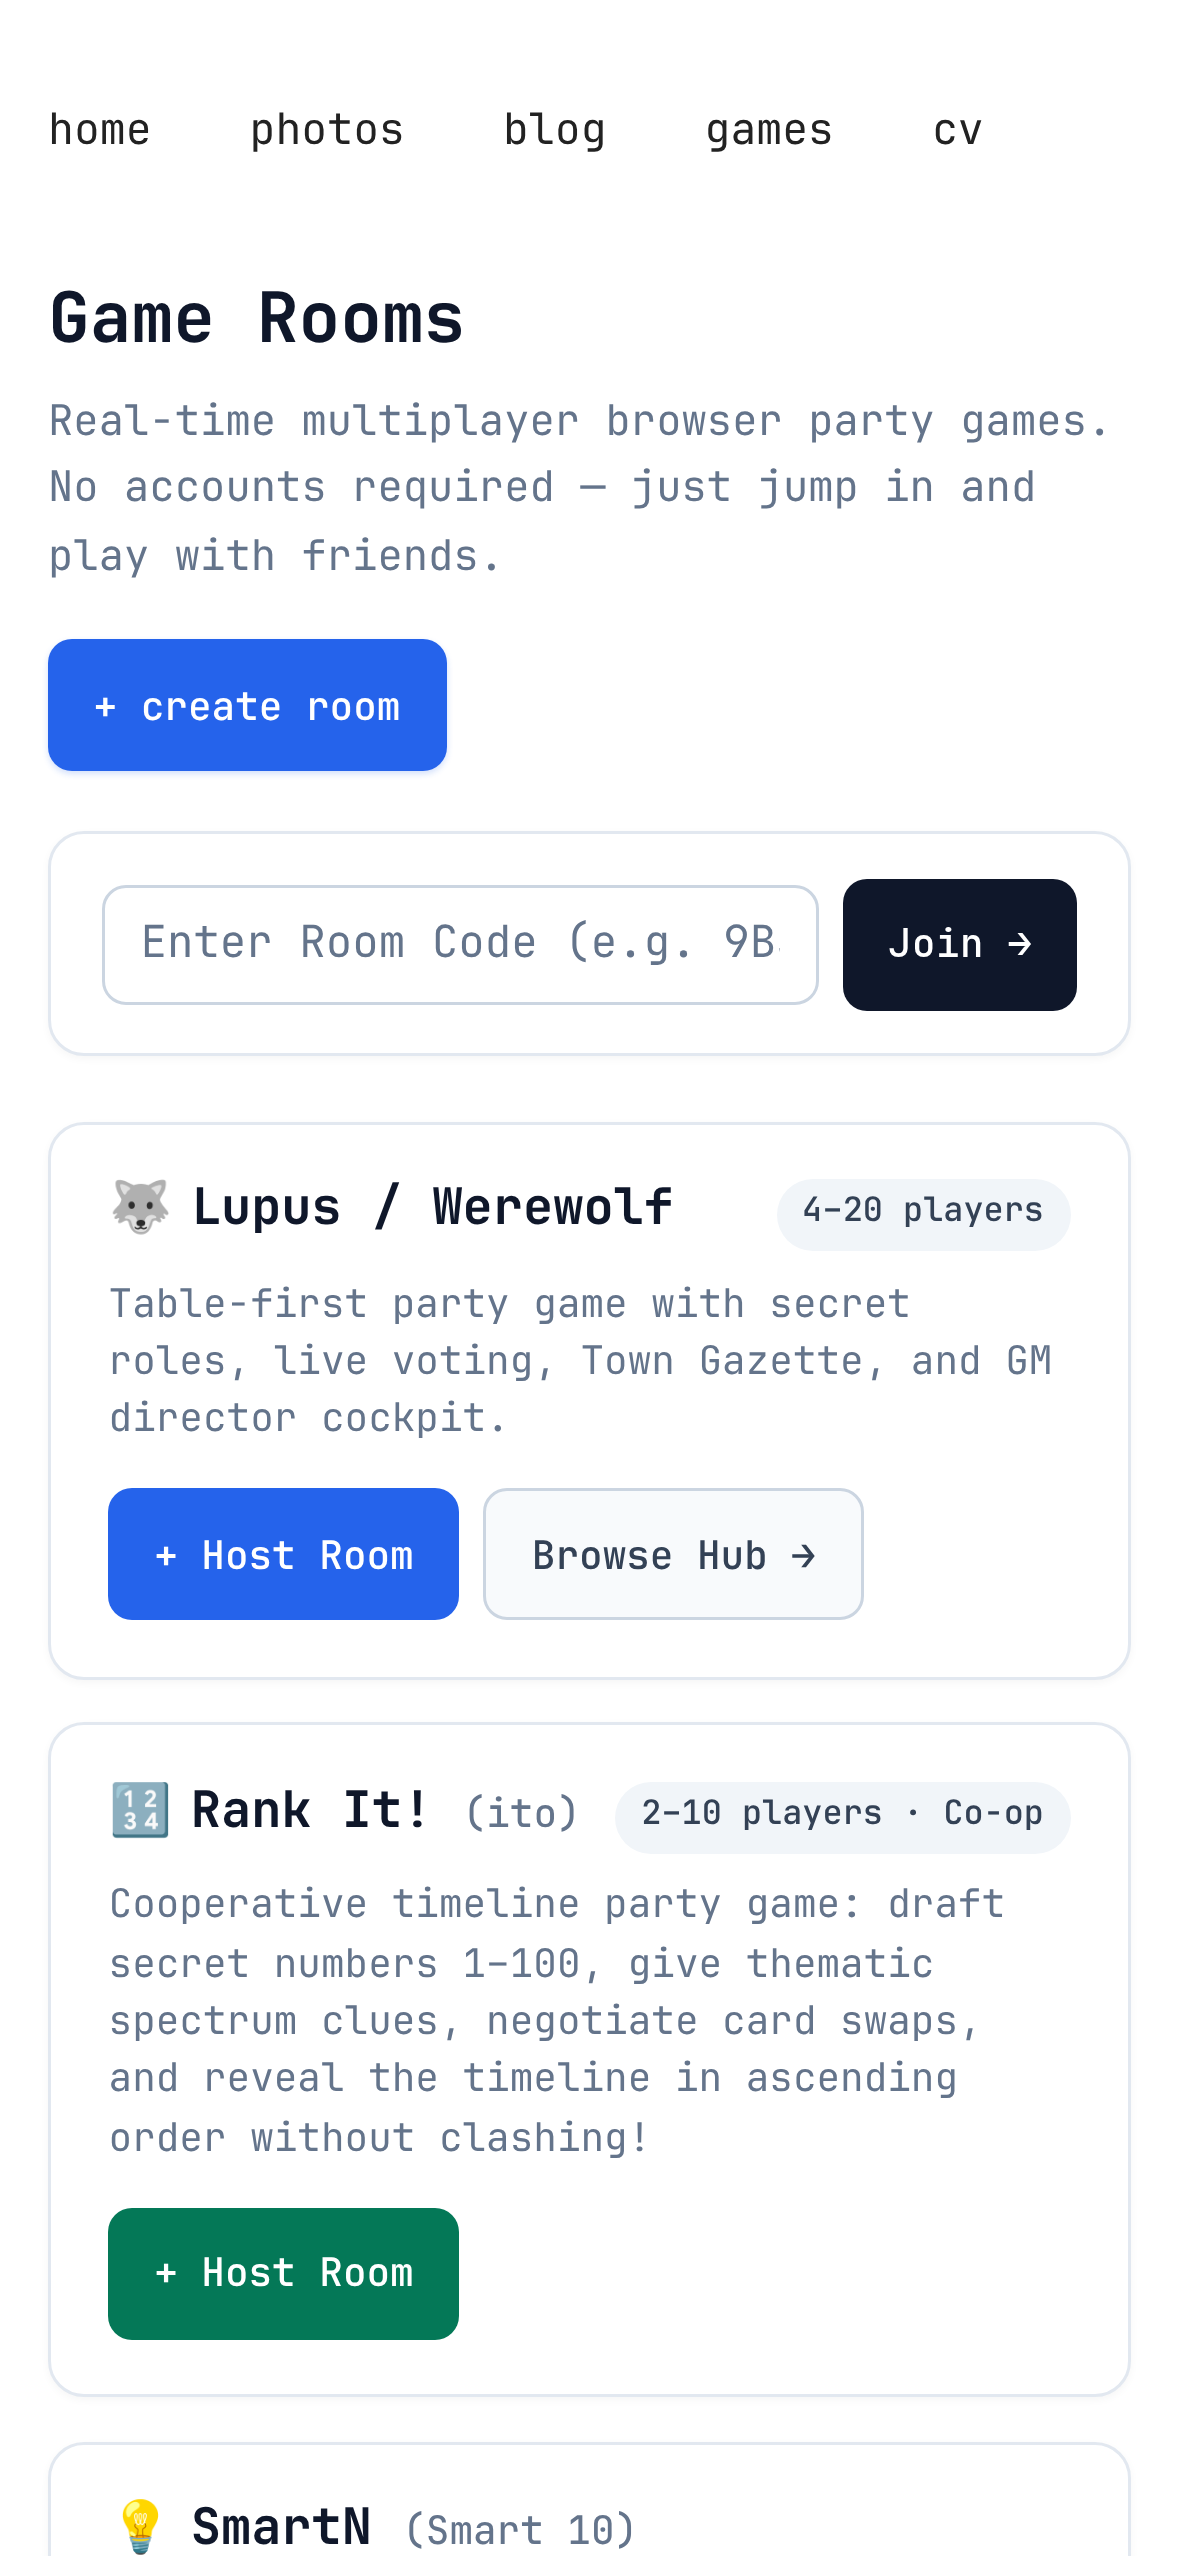 home photos blog games cv
Game Rooms
Real-time multiplayer browser party games.
No accounts required — just jump in and
play with friends.
+ create room
Enter Room Code (e.g. 9B
Join →
🐺 Lupus / Werewolf
4–20 players
Table-first party game with secret
roles, live voting, Town Gazette, and GM
director cockpit.
+ Host Room
Browse Hub →
🔢 Rank It! (ito)
2–10 players · Co-op
Cooperative timeline party game: draft
secret numbers 1–100, give thematic
spectrum clues, negotiate card swaps,
and reveal the timeline in ascending
order without clashing!
+ Host Room
💡 SmartN (Smart 10)